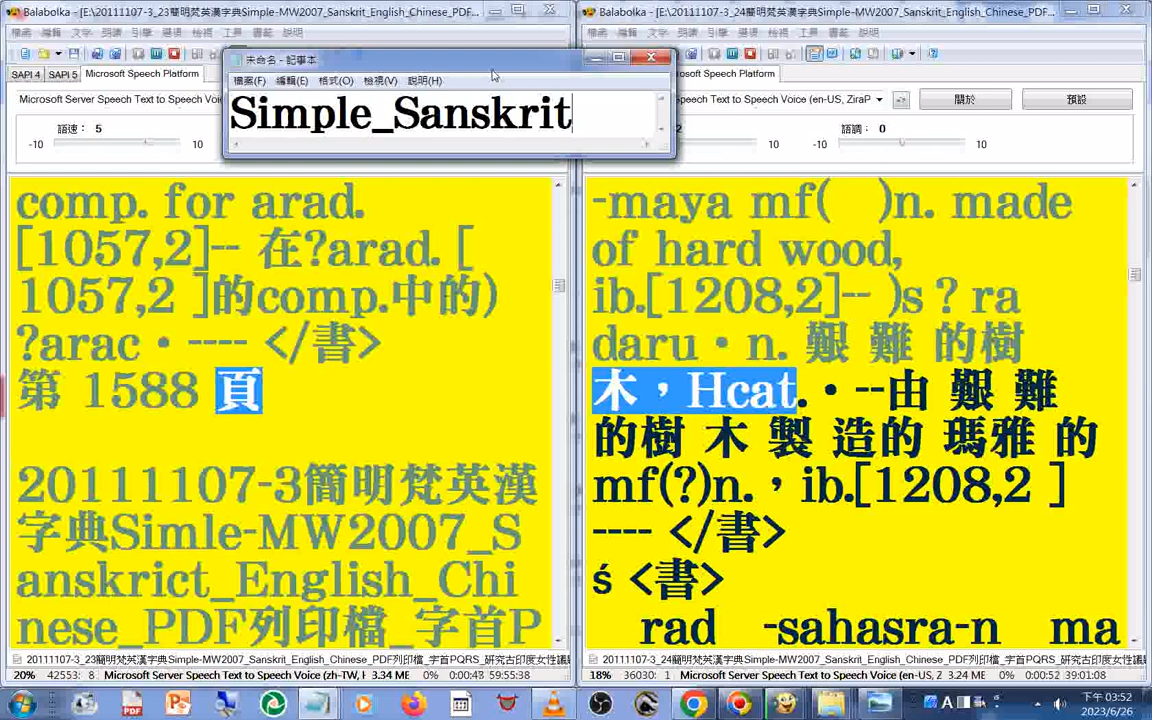 Balabolka - [E:\20111107-3_23簡明梵英漢字典Simple-MW2007_Sanskrit_English_Chinese_PDF...
Balabolka - [E:\20111107-3_24簡明梵英漢字典Simple-MW2007_Sanskrit_English_Chinese_PDF...
未命名 - 記事本
檔案(F) 編輯(E) 格式(O) 檢視(V) 說明(H)
Simple_Sanskrit
SAPI 4 SAPI 5 Microsoft Speech Platform
Speech Platform
Microsoft Server Speech Text to Speech Voi
Speech Text to Speech Voice (en-US, ZiraP
關於 預設
語速： 5
語調： 0
-10 10
10 -10 10
comp. for arad.
[1057,2]-- 在?arad. [
1057,2 ]的comp.中的)
?arac‧---- </書>
第 1588 頁
20111107-3簡明梵英漢
字典Simle-MW2007_S
anskrict_English_Chi
nese_PDF列印檔_字首P
-maya mf( )n. made
of hard wood,
ib.[1208,2]-- )s ? ra
daru‧n. 艱 難 的樹
木，Hcat.‧--由 艱 難
的樹 木 製 造的 瑪雅 的
mf(?)n.，ib.[1208,2 ]
---- </書>
ś <書>
rad -sahasra-n ma
20111107-3_23簡明梵英漢字典Simple-MW2007_Sanskrit_English_Chinese_PDF列印檔_字首PQRS_研究古印度女性議
20111107-3_24簡明梵英漢字典Simple-MW2007_Sanskrit_English_Chinese_PDF列印檔_字首PQRS_研究古印度女性議
20% 42553: 8 Microsoft Server Speech Text to Speech Voice (zh-TW, H 3.34 ME 0% 0:00:43 59:55:38
18% 36030: Microsoft Server Speech Text to Speech Voice (en-US, 2 3.24 ME 0% 0:00:52 39:01:08
下午 03:52
2023/6/26